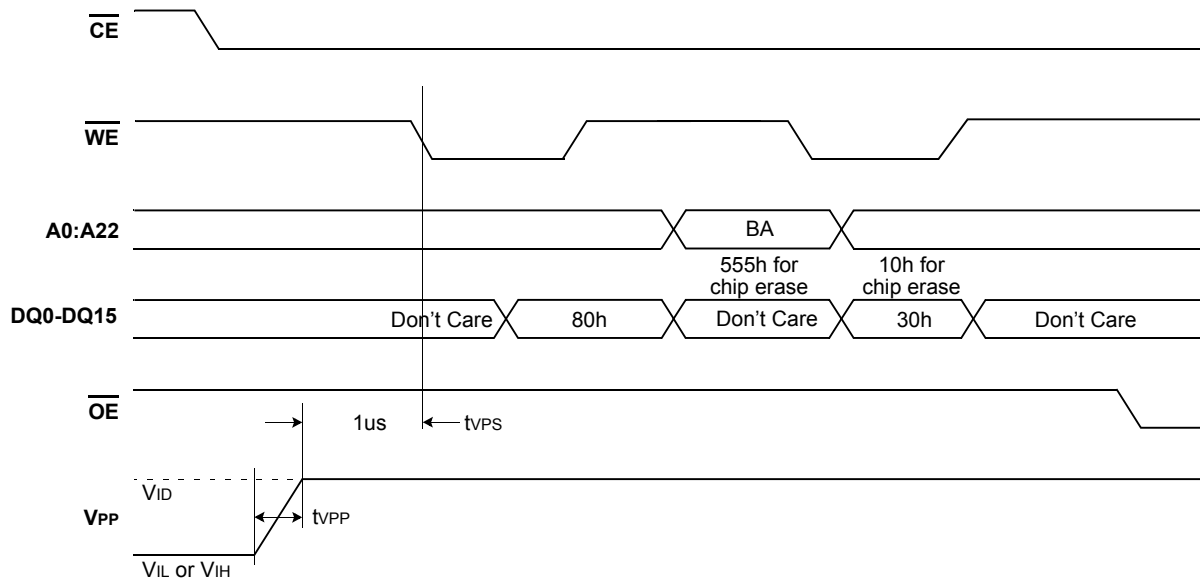 CE
WE
A0:A22
BA
555h for
chip erase
10h for
chip erase
DQ0-DQ15
Don't Care
80h
Don't Care
30h
Don't Care
OE
1us
tVPS
VID
VPP
tVPP
VIL or VIH